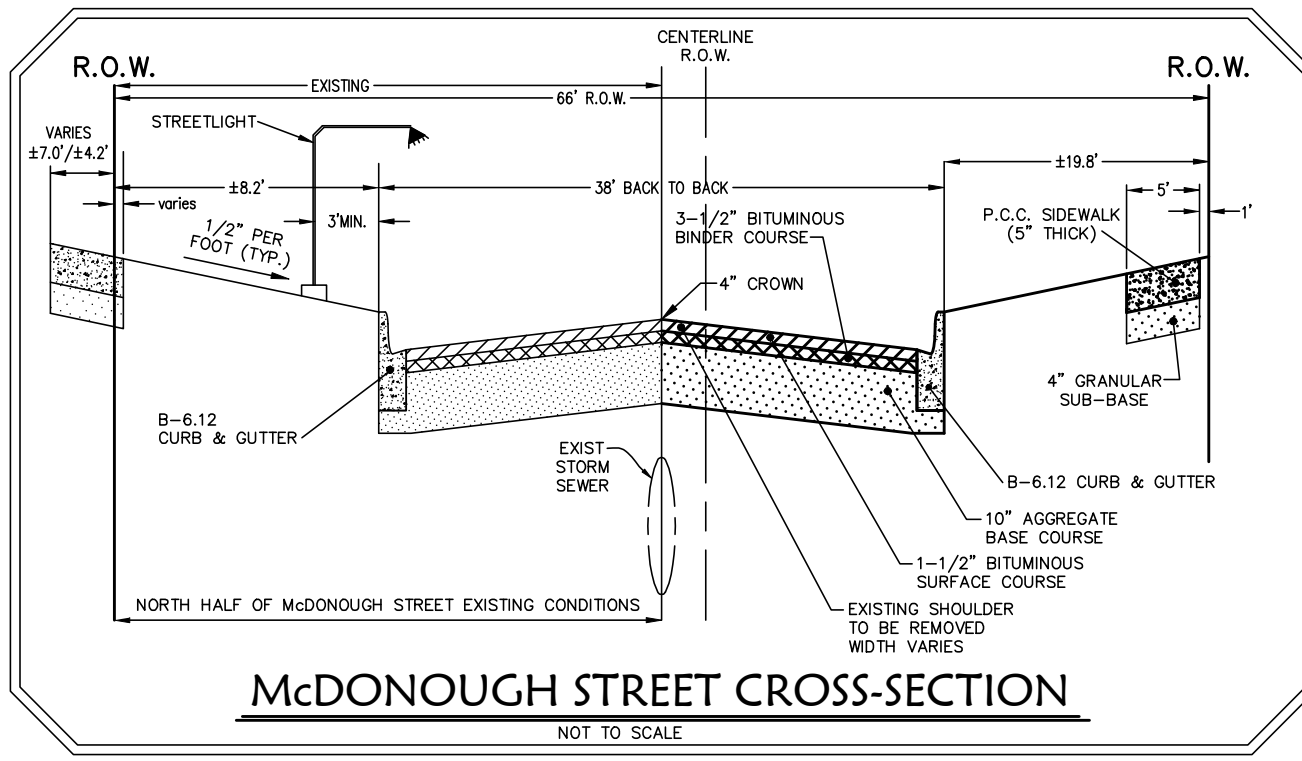 CENTERLINE
R.O.W.
R.O.W.
R.O.W.
EXISTING
66' R.O.W.
STREETLIGHT
VARIES
±7.0'/±4.2'
±8.2'
38' BACK TO BACK
±19.8'
varies
3'MIN.
5'
1'
1/2" PER
FOOT (TYP.)
3-1/2" BITUMINOUS
BINDER COURSE
P.C.C. SIDEWALK
(5" THICK)
4" CROWN
4" GRANULAR
SUB-BASE
B-6.12
CURB & GUTTER
EXIST
STORM
SEWER
B-6.12 CURB & GUTTER
10" AGGREGATE
BASE COURSE
1-1/2" BITUMINOUS
SURFACE COURSE
NORTH HALF OF McDONOUGH STREET EXISTING CONDITIONS
EXISTING SHOULDER
TO BE REMOVED
WIDTH VARIES
McDONOUGH STREET CROSS-SECTION
NOT TO SCALE